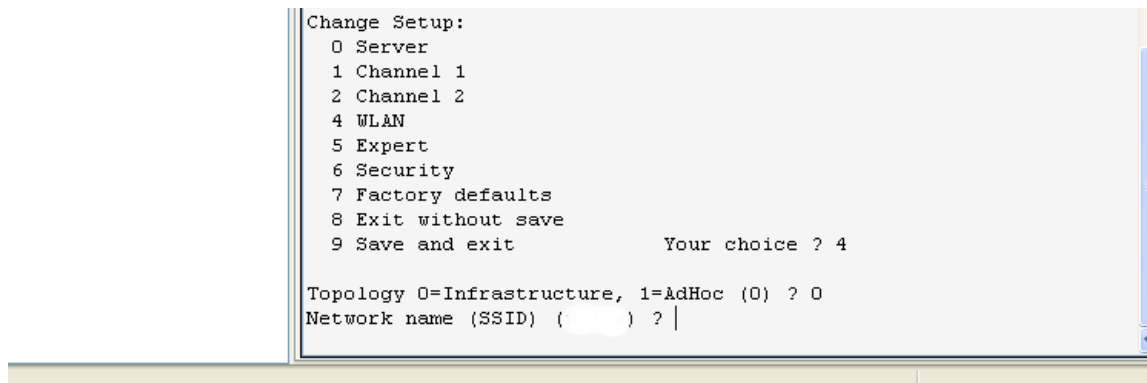 Change Setup:
0 Server
1 Channel 1
2 Channel 2
4 WLAN
5 Expert
6 Security
7 Factory defaults
8 Exit without save
9 Save and exit Your choice ? 4
Topology 0=Infrastructure, 1=AdHoc (0) ? 0
Network name (SSID) ( ) ?